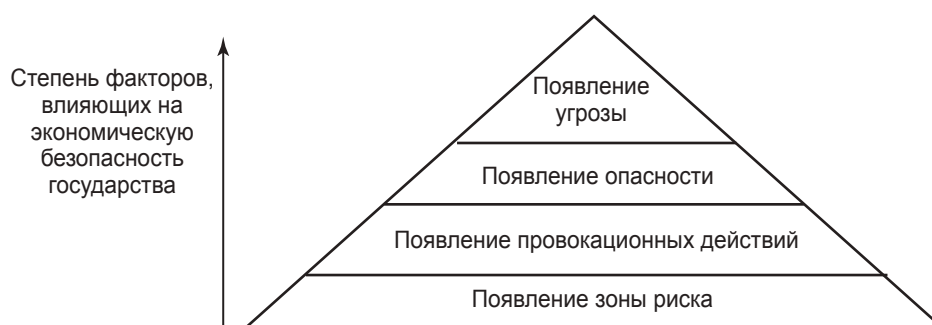 Степень факторов,
влияющих на
экономическую
безопасность
государства
Появление
угрозы
Появление опасности
Появление провокационных действий
Появление зоны риска